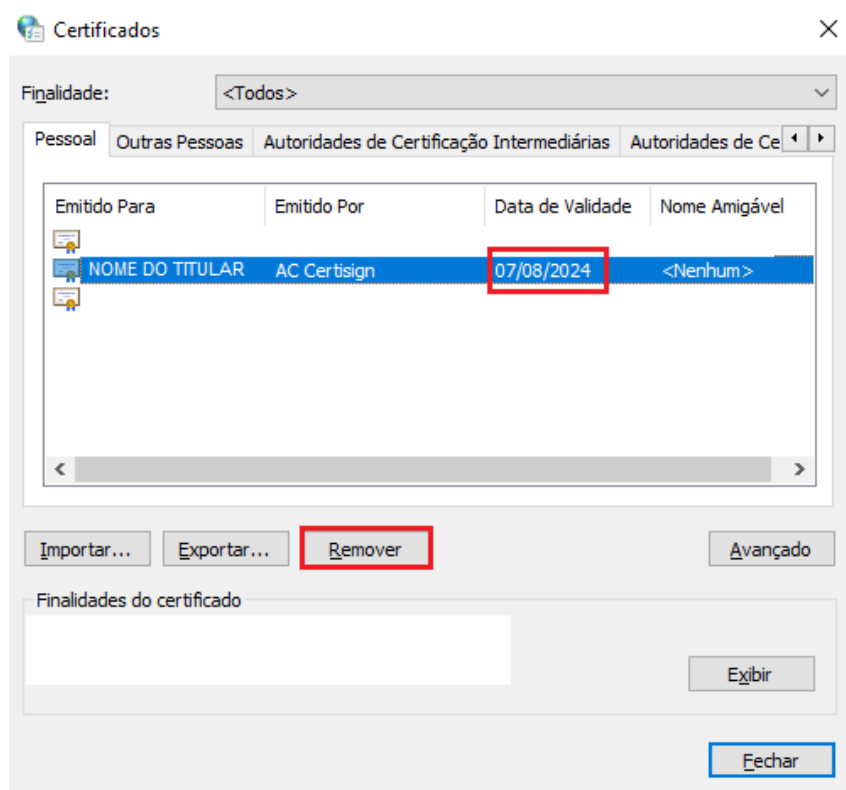 Certificados
Finalidade: <Todos>
Pessoal Outras Pessoas Autoridades de Certificação Intermediárias Autoridades de Ce
Emitido Para Emitido Por Data de Validade Nome Amigável
NOME DO TITULAR AC Certisign 07/08/2024 <Nenhum>
Importar... Exportar... Remover Avançado
Finalidades do certificado
Exibir
Fechar